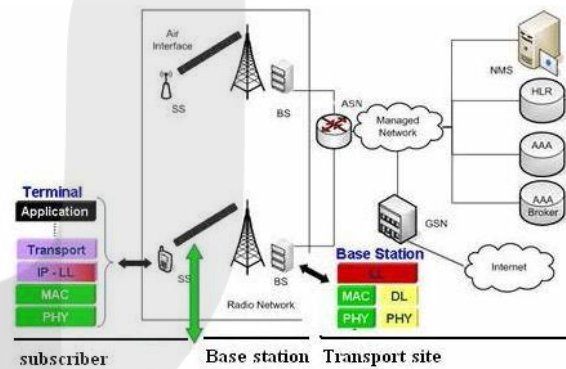 Air
Interface
SS
BS
ASN
Managed
Network
NMS
HLR
AAA
AAA
Broker
GSN
Internet
Terminal
Application
Transport
IP - LL
MAC
PHY
SS
BS
Radio Network
Base Station
LL
MAC DL
PHY PHY
subscriber
Base station
Transport site